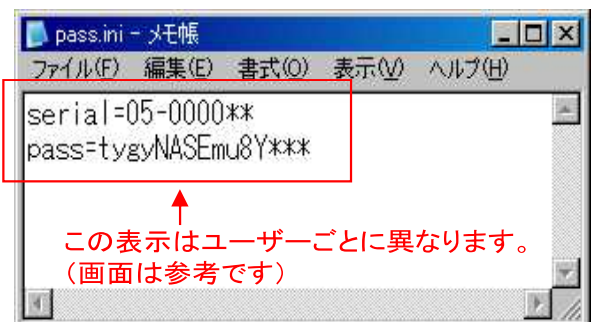 pass.ini - メモ帳
ファイル(F) 編集(E) 書式(O) 表示(V) ヘルプ(H)
serial=05-0000**
pass=tygyNASEmu8Y***
この表示はユーザーごとに異なります。
(画面は参考です)